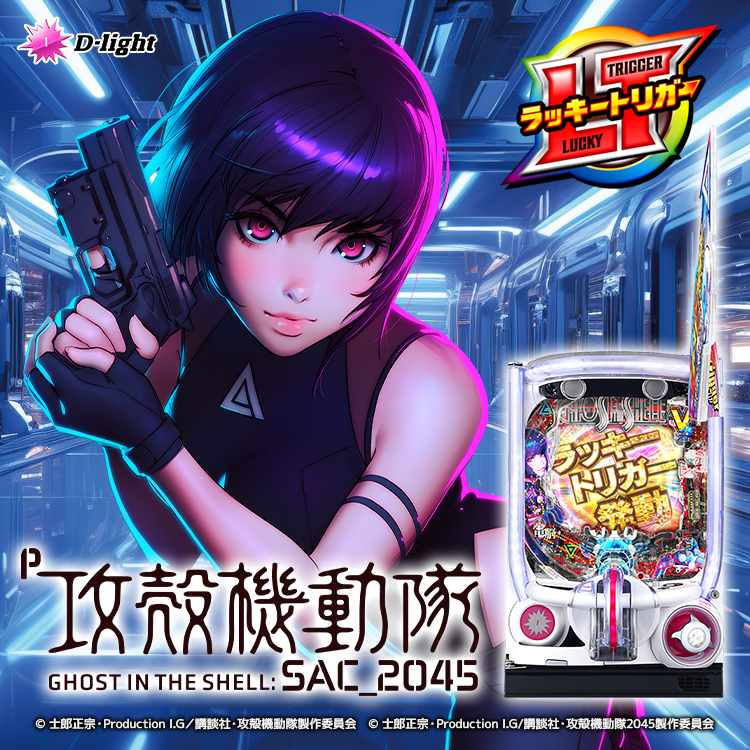 D-light
TRIGGER
ラッキートリガー
LT
LUCKY
V
ラッキー
トリガー
発動
P
攻殻機動隊
GHOST IN THE SHELL: SAC_2045
© 士郎正宗・Production I.G/講談社・攻殻機動隊製作委員会 © 士郎正宗・Production I.G/講談社・攻殻機動隊2045製作委員会